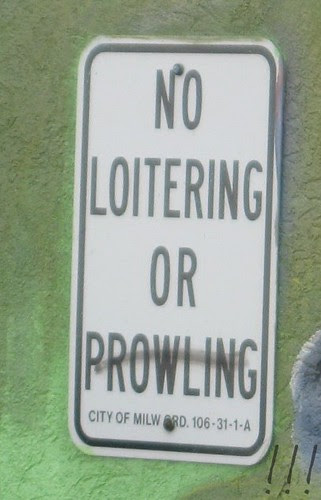 NO
LOITERING
OR
PROWLING
CITY OF MILW ORD. 106-31-1-A
!!!